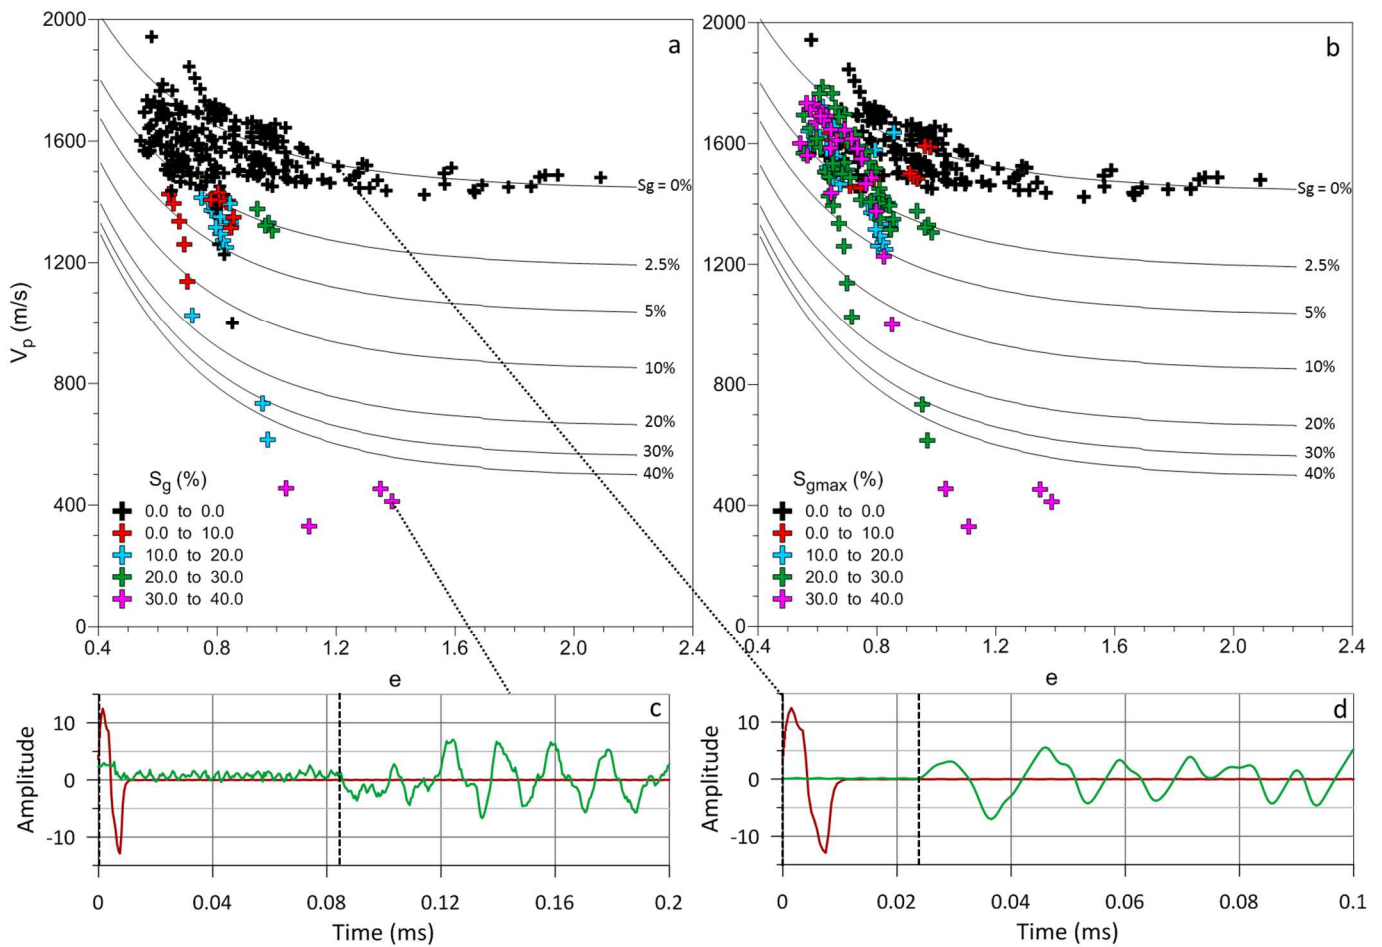 a
2000
1600
1200
800
400
0
Vp (m/s)
Sg = 0%
2.5%
5%
10%
20%
30%
40%
Sg (%)
0.0 to 0.0
0.0 to 10.0
10.0 to 20.0
20.0 to 30.0
30.0 to 40.0
0.4 0.8 1.2 1.6 2.0 2.4
e
b
2000
1600
1200
800
400
0
Sg = 0%
2.5%
5%
10%
20%
30%
40%
Sgmax (%)
0.0 to 0.0
0.0 to 10.0
10.0 to 20.0
20.0 to 30.0
30.0 to 40.0
0.4 0.8 1.2 1.6 2.0 2.4
e
c
10
0
-10
Amplitude
0 0.04 0.08 0.12 0.16 0.2
Time (ms)
d
10
0
-10
Amplitude
0 0.02 0.04 0.06 0.08 0.1
Time (ms)